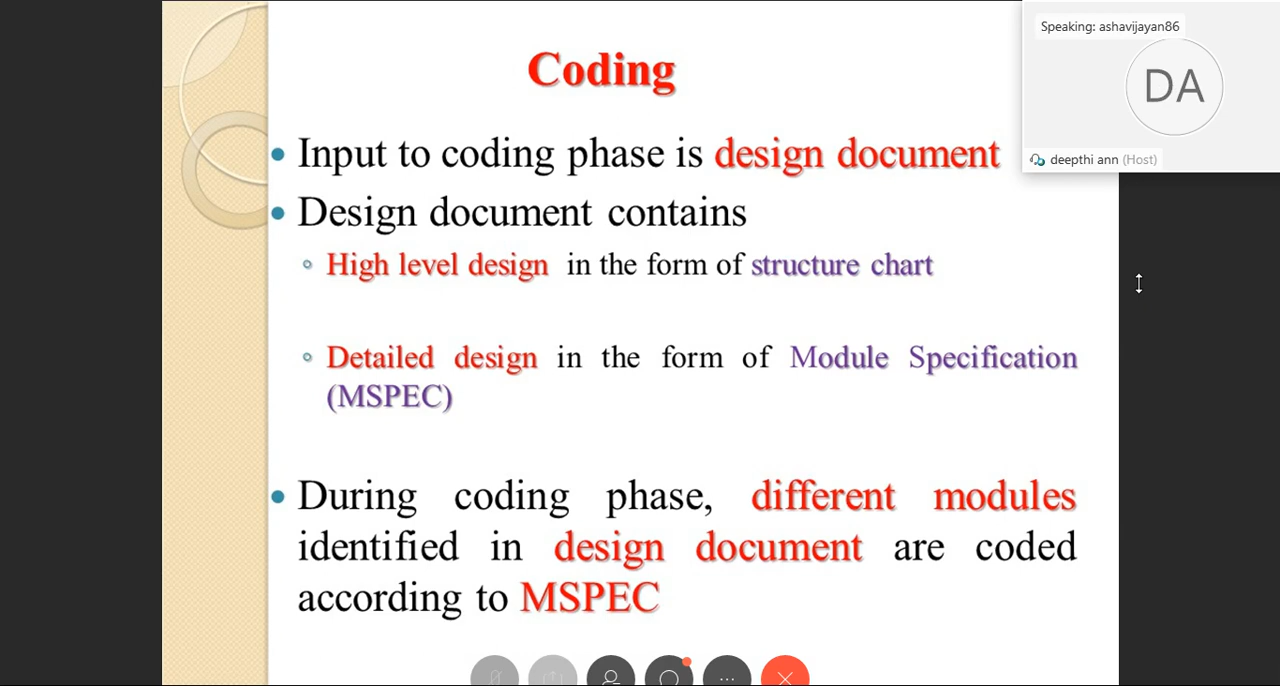 Speaking: ashavijayan86
DA
deepthi ann (Host)
Coding
• Input to coding phase is design document
• Design document contains
◦ High level design in the form of structure chart
◦ Detailed design in the form of Module Specification
(MSPEC)
• During coding phase, different modules
identified in design document are coded
according to MSPEC